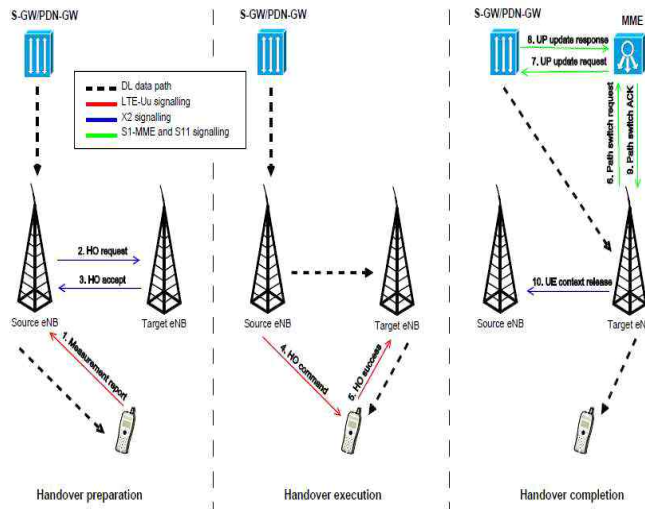 S-GW/PDN-GW
DL data path
LTE-Uu signalling
X2 signalling
S1-MME and S11 signalling
2. HO request
3. HO accept
Source eNB
Target eNB
1. Measurement report
Handover preparation
S-GW/PDN-GW
Source eNB
Target eNB
4. HO command
5. HO success
Handover execution
S-GW/PDN-GW
MME
8. UP update response
7. UP update request
6. Path switch request
9. Path switch ACK
10. UE context release
Source eNB
Target eN
Handover completion